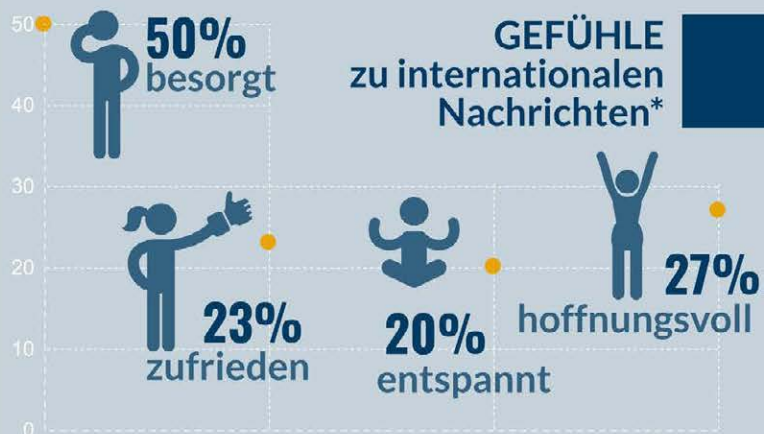 GEFÜHLE
zu internationalen
Nachrichten*
50
40
30
20
10
0
50%
besorgt
23%
zufrieden
20%
entspannt
27%
hoffnungsvoll